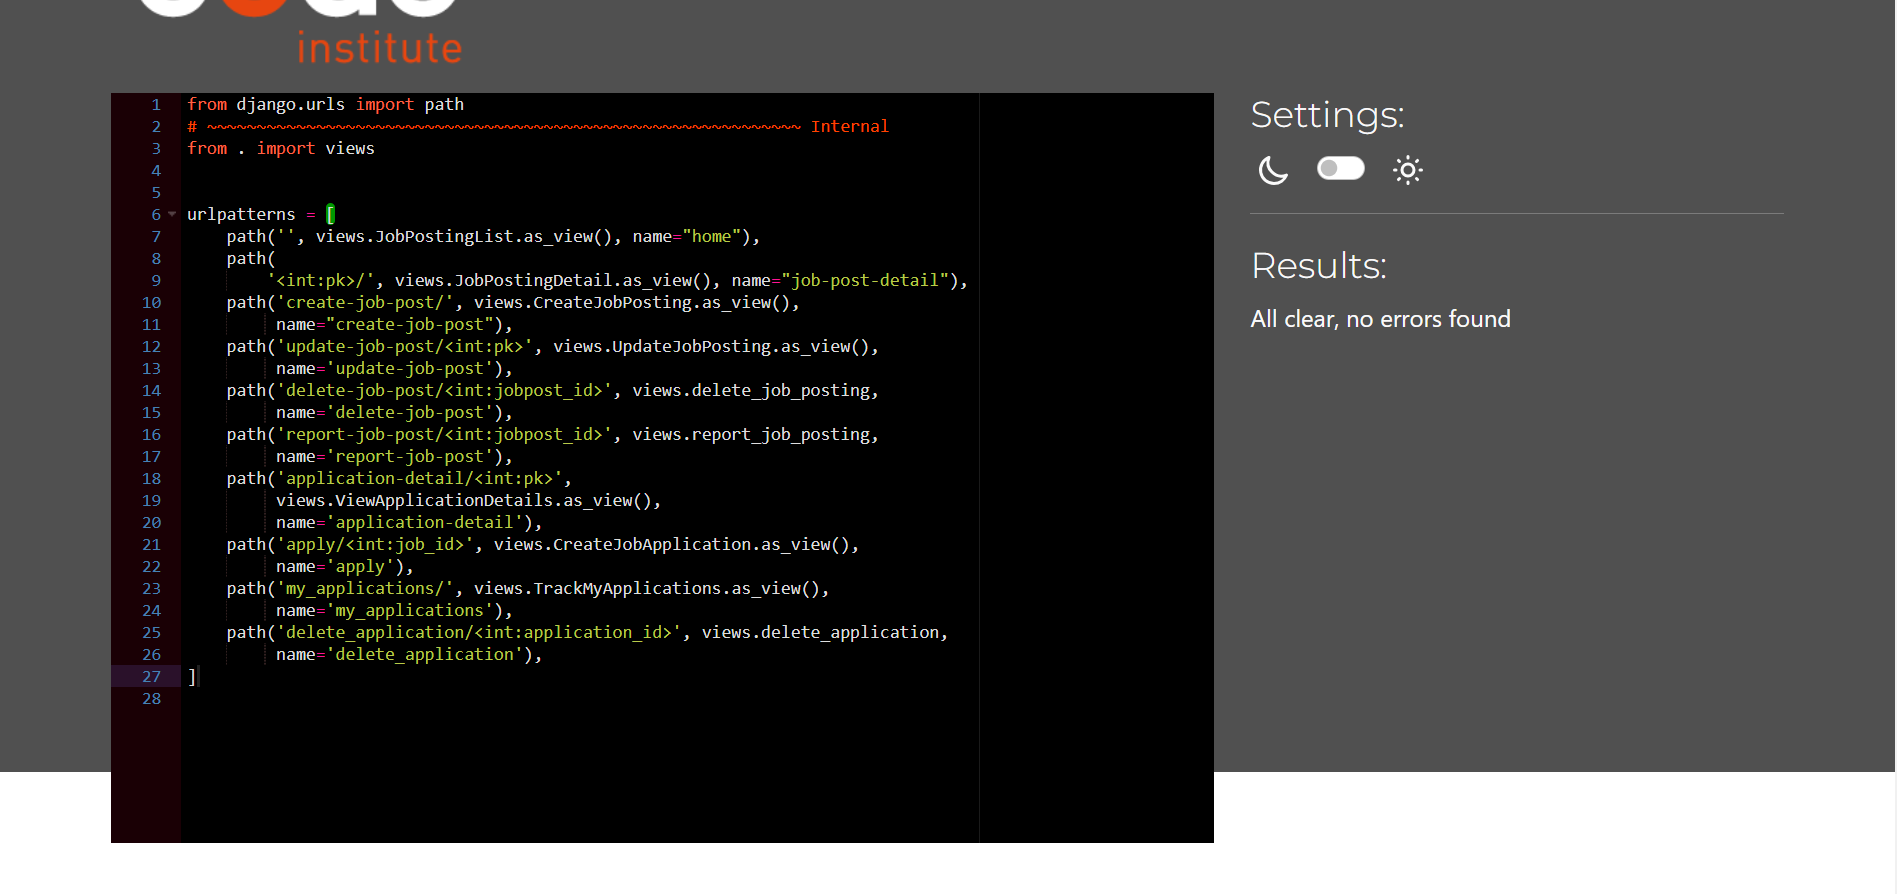 institute
1 from django.urls import path
2 # ~~~~~~~~~~~~~~~~~~~~~~~~~~~~~~~~~~~~~~~~~~~~~~~~~~~~~~~~~~~~ Internal
3 from . import views
4
5
6 urlpatterns = [
7     path('', views.JobPostingList.as_view(), name="home"),
8     path(
9         '<int:pk>/', views.JobPostingDetail.as_view(), name="job-post-detail"),
10     path('create-job-post/', views.CreateJobPosting.as_view(),
11          name="create-job-post"),
12     path('update-job-post/<int:pk>', views.UpdateJobPosting.as_view(),
13          name='update-job-post'),
14     path('delete-job-post/<int:jobpost_id>', views.delete_job_posting,
15          name='delete-job-post'),
16     path('report-job-post/<int:jobpost_id>', views.report_job_posting,
17          name='report-job-post'),
18     path('application-detail/<int:pk>',
19          views.ViewApplicationDetails.as_view(),
20          name='application-detail'),
21     path('apply/<int:job_id>', views.CreateJobApplication.as_view(),
22          name='apply'),
23     path('my_applications/', views.TrackMyApplications.as_view(),
24          name='my_applications'),
25     path('delete_application/<int:application_id>', views.delete_application,
26          name='delete_application'),
27 ]
28
Settings:
Results:
All clear, no errors found